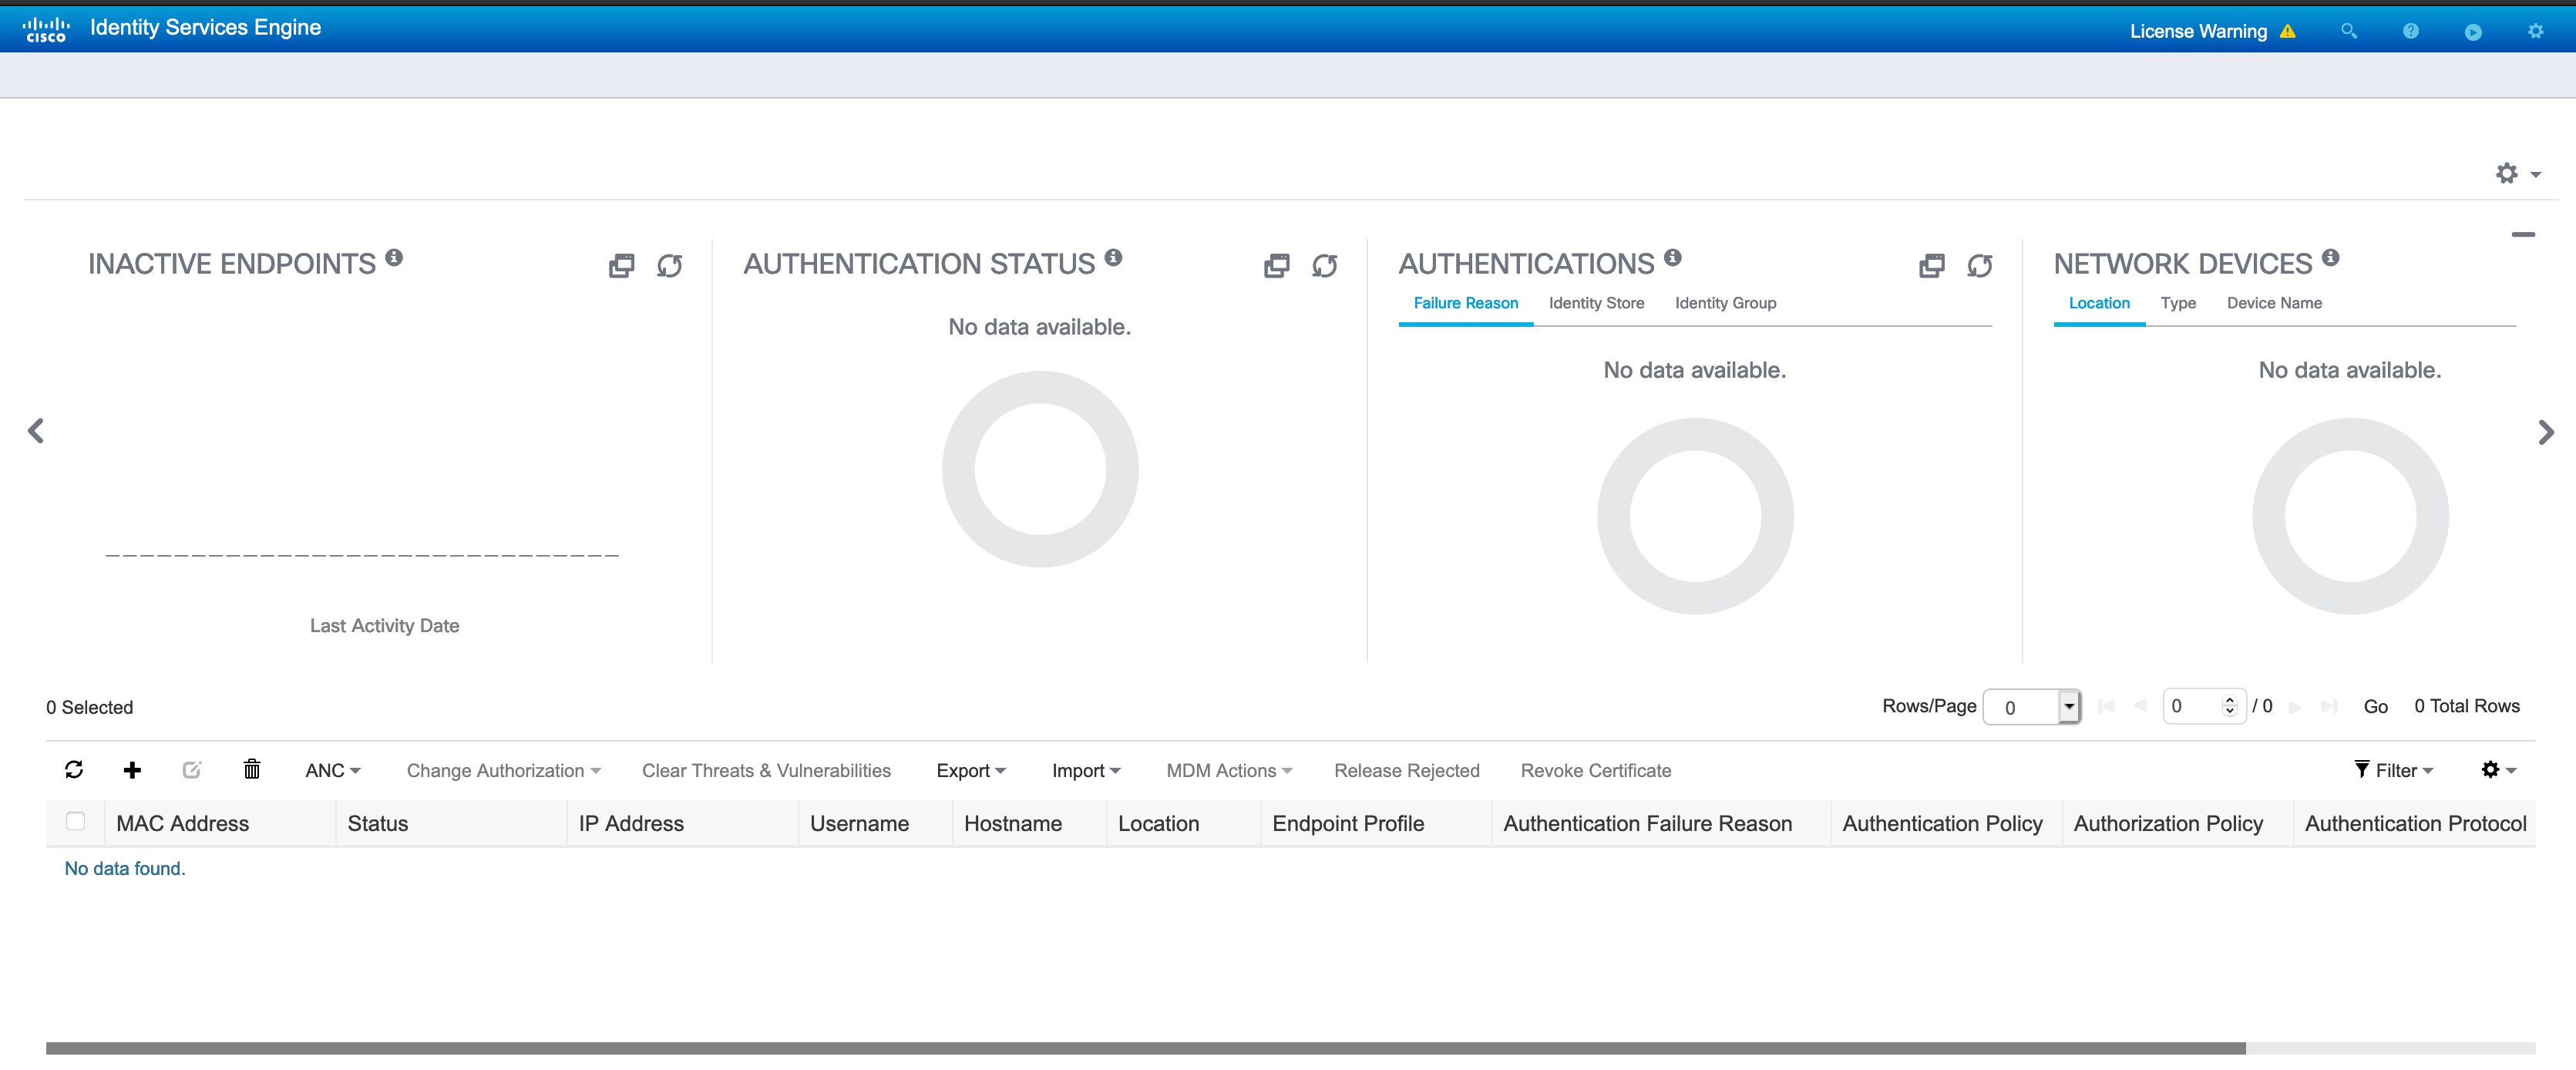 cisco Identity Services Engine License Warning
INACTIVE ENDPOINTS
Last Activity Date
AUTHENTICATION STATUS
No data available.
AUTHENTICATIONS
Failure Reason Identity Store Identity Group
No data available.
NETWORK DEVICES
Location Type Device Name
No data available.
0 Selected Rows/Page 0 0 / 0 Go 0 Total Rows
ANC Change Authorization Clear Threats & Vulnerabilities Export Import MDM Actions Release Rejected Revoke Certificate Filter
MAC Address Status IP Address Username Hostname Location Endpoint Profile Authentication Failure Reason Authentication Policy Authorization Policy Authentication Protocol
No data found.